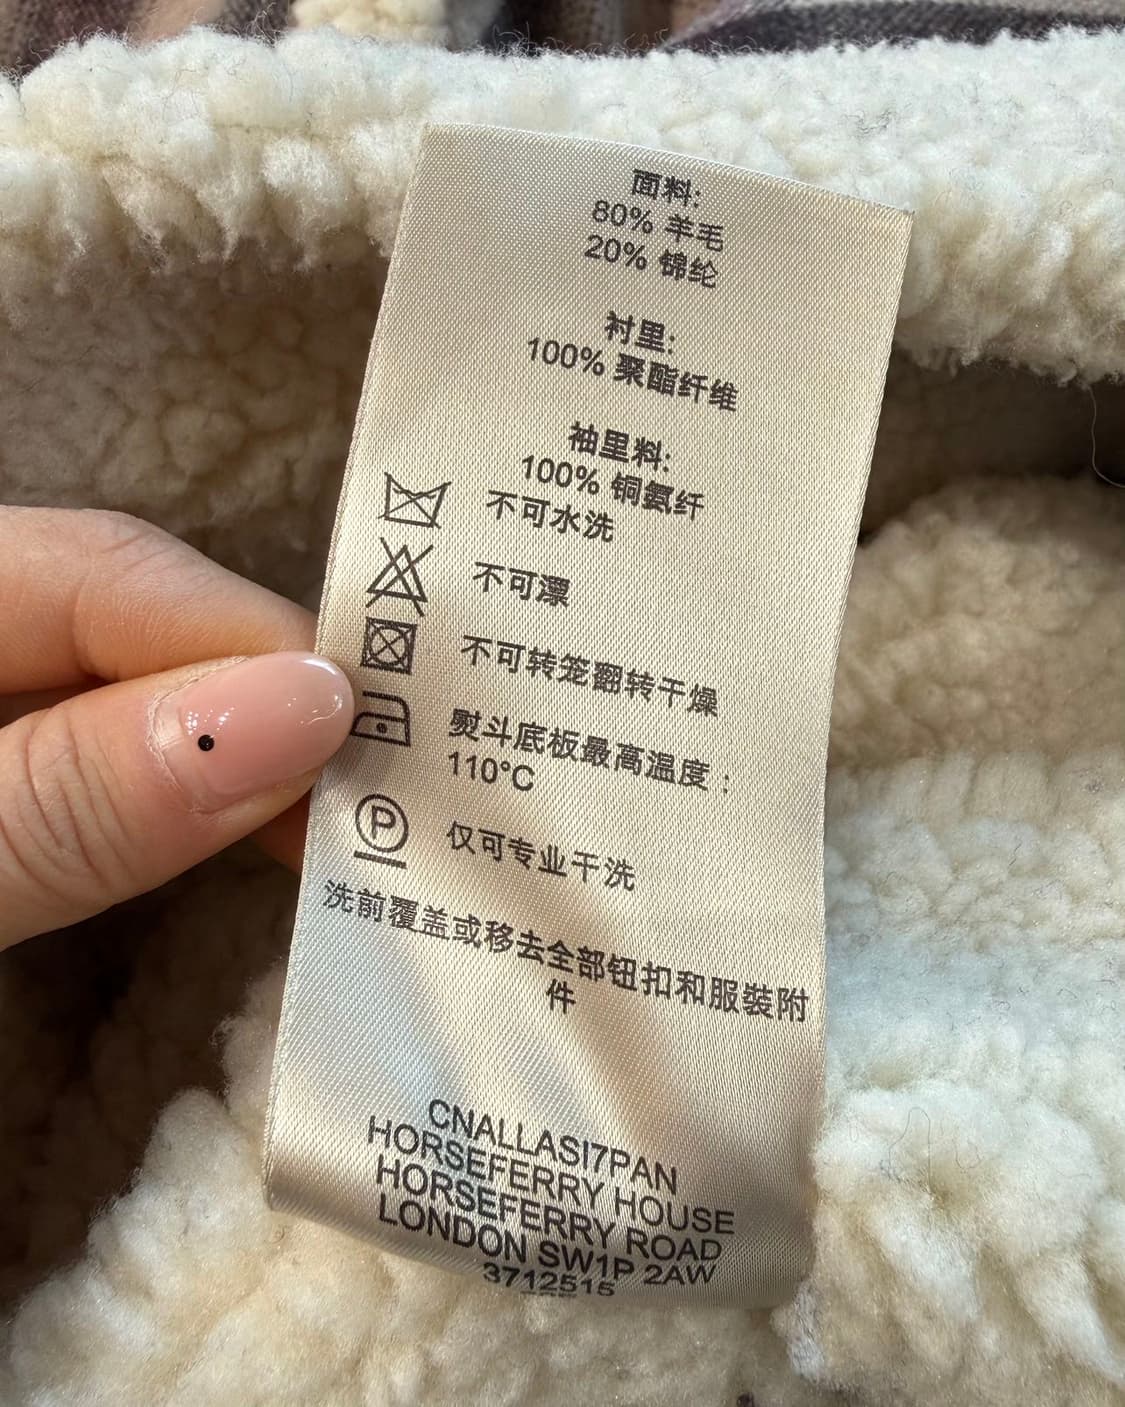 面料:
80% 羊毛
20% 锦纶
衬里:
100% 聚酯纤维
袖里料:
100% 铜氨纤
不可水洗
不可漂
不可转笼翻转干燥
熨斗底板最高温度：
110°C
P
仅可专业干洗
洗前覆盖或移去全部钮扣和服装附
件
CNALLASI7PAN
HORSEFERRY HOUSE
HORSEFERRY ROAD
LONDON SW1P 2AW
3712515